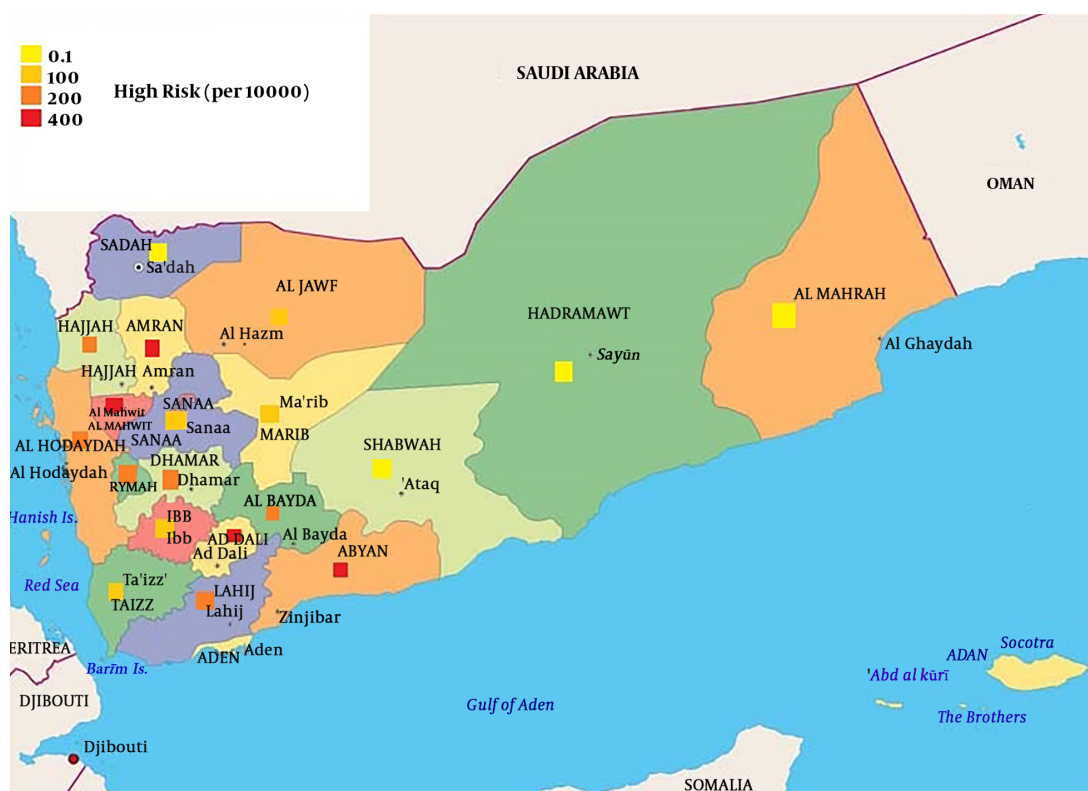 0.1
100
200
400
High Risk (per 10000)
SAUDI ARABIA
OMAN
SADAH
Sa'dah
AL JAWF
Al Hazm
HADRAMAWT
Sayūn
AL MAHRAH
Al Ghaydah
HAJJAH
AMRAN
HAJJAH
Amran
Al Mahwit
AL MAHWIT
SANAA
Sanaa
SANAA
Ma'rib
MARIB
SHABWAH
'Ataq
AL HODAYDAH
Al Hodaydah
RYMAH
DHAMAR
Dhamar
AL BAYDA
Al Bayda
Hanish Is.
IBB
Ibb
AD DALI
Ad Dali
ABYAN
Zinjibar
Red Sea
Ta'izz'
TAIZZ
LAHIJ
Lahij
ADEN
Aden
ERITREA
Barīm Is.
DJIBOUTI
Djibouti
Gulf of Aden
SOMALIA
'Abd al kūrī
ADAN
Socotra
The Brothers